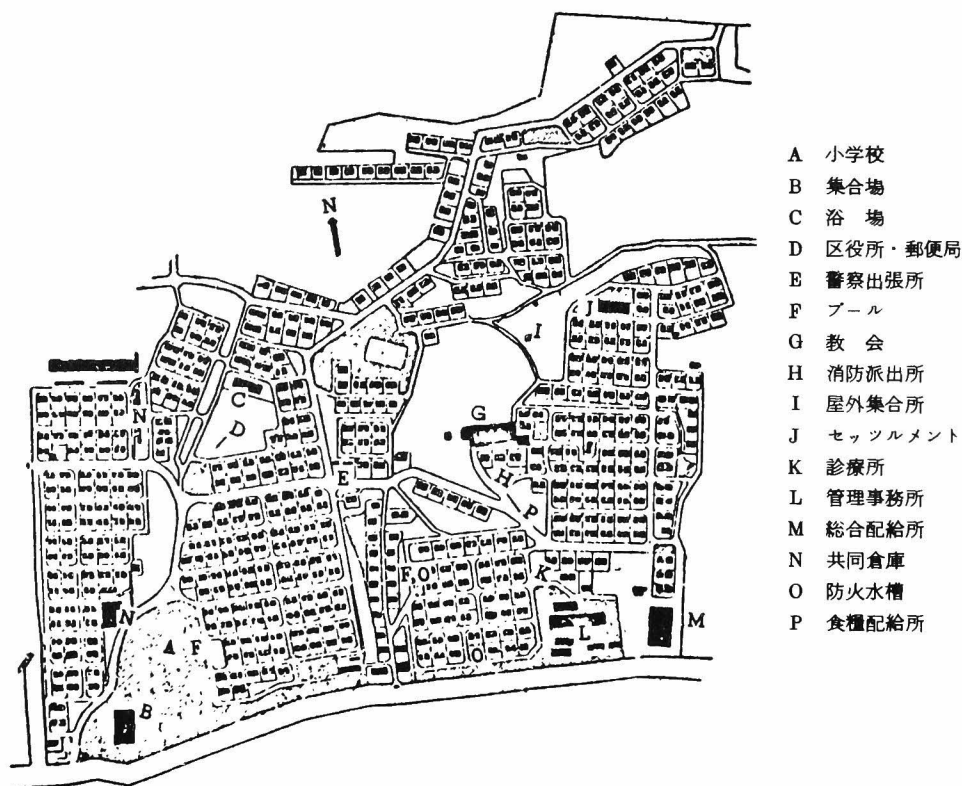 A 小学校
B 集合場
C 浴場
D 区役所・郵便局
E 警察出張所
F プール
G 教会
H 消防派出所
I 屋外集合所
J セッツルメント
K 診療所
L 管理事務所
M 総合配給所
N 共同倉庫
O 防火水槽
P 食糧配給所
N
J
I
C
N
G
D
E
H
P
F O
K
N
A F
L
M
O
B